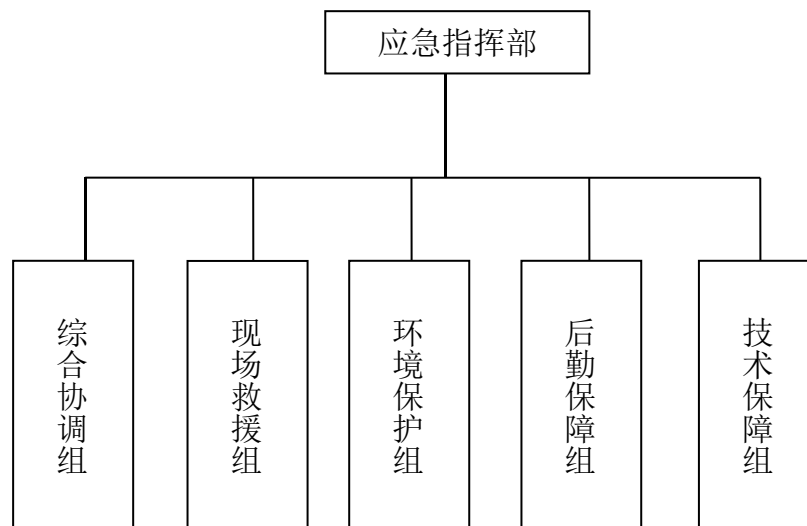 应急指挥部
综合协调组
现场救援组
环境保护组
后勤保障组
技术保障组